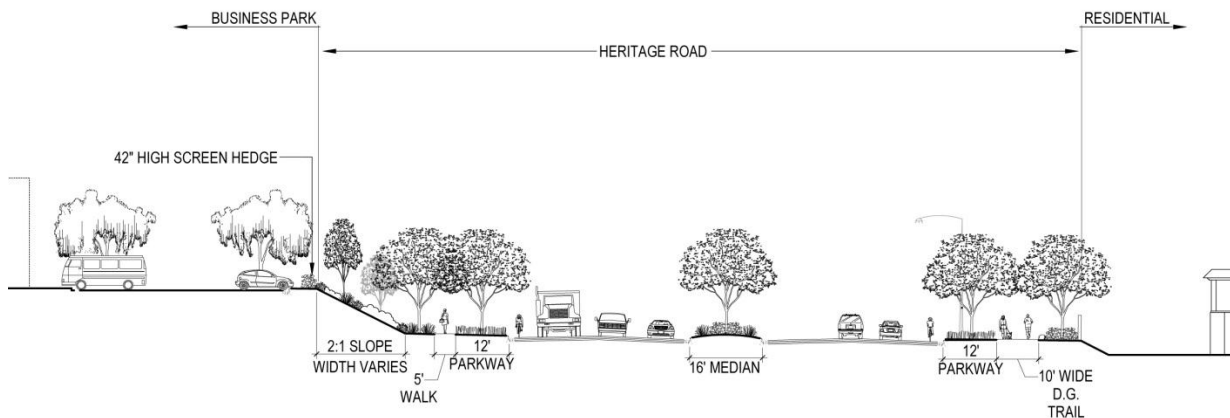 BUSINESS PARK
RESIDENTIAL
HERITAGE ROAD
42" HIGH SCREEN HEDGE
2:1 SLOPE
WIDTH VARIES
5'
WALK
12'
PARKWAY
16' MEDIAN
12'
PARKWAY
10' WIDE
D.G.
TRAIL